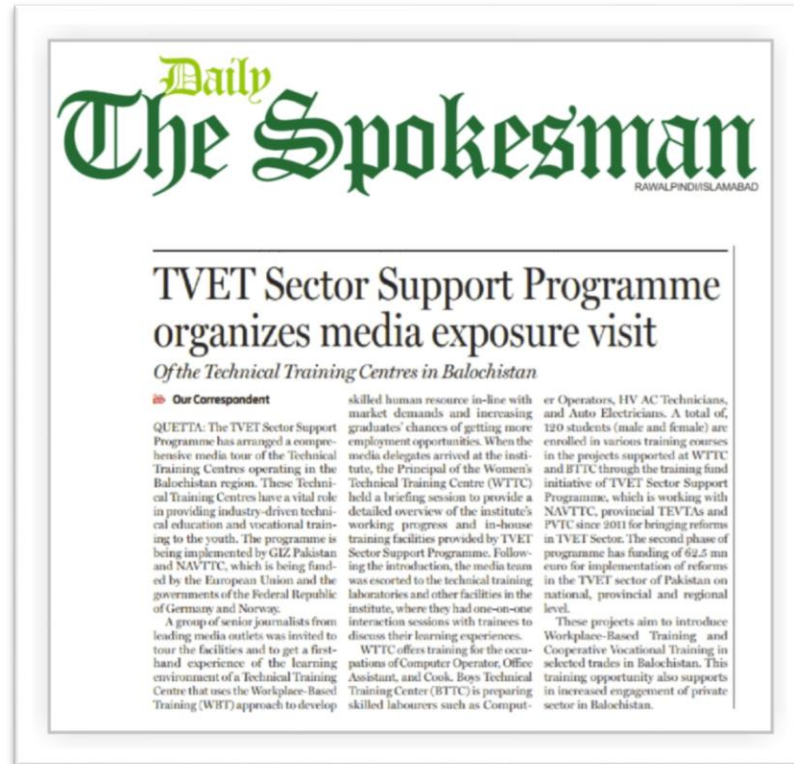 Daily
The Spokesman
RAWALPINDI/ISLAMABAD
TVET Sector Support Programme
organizes media exposure visit
Of the Technical Training Centres in Balochistan
Our Correspondent
QUETTA: The TVET Sector Support
Programme has arranged a compre-
hensive media tour of the Technical
Training Centres operating in the
Balochistan region. These Techni-
cal Training Centres have a vital role
in providing industry-driven techni-
cal education and vocational train-
ing to the youth. The programme is
being implemented by GIZ Pakistan
and NAVTTC, which is being fund-
ed by the European Union and the
governments of the Federal Republic
of Germany and Norway.
A group of senior journalists from
leading media outlets was invited to
tour the facilities and to get a first-
hand experience of the learning
environment of a Technical Training
Centre that uses the Workplace-Based
Training (WBT) approach to develop
skilled human resource in-line with
market demands and increasing
graduates' chances of getting more
employment opportunities. When the
media delegates arrived at the insti-
tute, the Principal of the Women's
Technical Training Centre (WTTC)
held a briefing session to provide a
detailed overview of the institute's
working progress and in-house
training facilities provided by TVET
Sector Support Programme. Follow-
ing the introduction, the media team
was escorted to the technical training
laboratories and other facilities in the
institute, where they had one-on-one
interaction sessions with trainees to
discuss their learning experiences.
WTTC offers training for the occu-
pations of Computer Operator, Office
Assistant, and Cook. Boys Technical
Training Center (BTTC) is preparing
skilled labourers such as Comput-
er Operators, HV AC Technicians,
and Auto Electricians. A total of,
120 students (male and female) are
enrolled in various training courses
in the projects supported at WTTC
and BTTC through the training fund
initiative of TVET Sector Support
Programme, which is working with
NAVTTC, provincial TEVTAs and
PVTC since 2011 for bringing reforms
in TVET Sector. The second phase of
programme has funding of 62.5 mn
euro for implementation of reforms
in the TVET sector of Pakistan on
national, provincial and regional
level.
These projects aim to introduce
Workplace-Based Training and
Cooperative Vocational Training in
selected trades in Balochistan. This
training opportunity also supports
in increased engagement of private
sector in Balochistan.